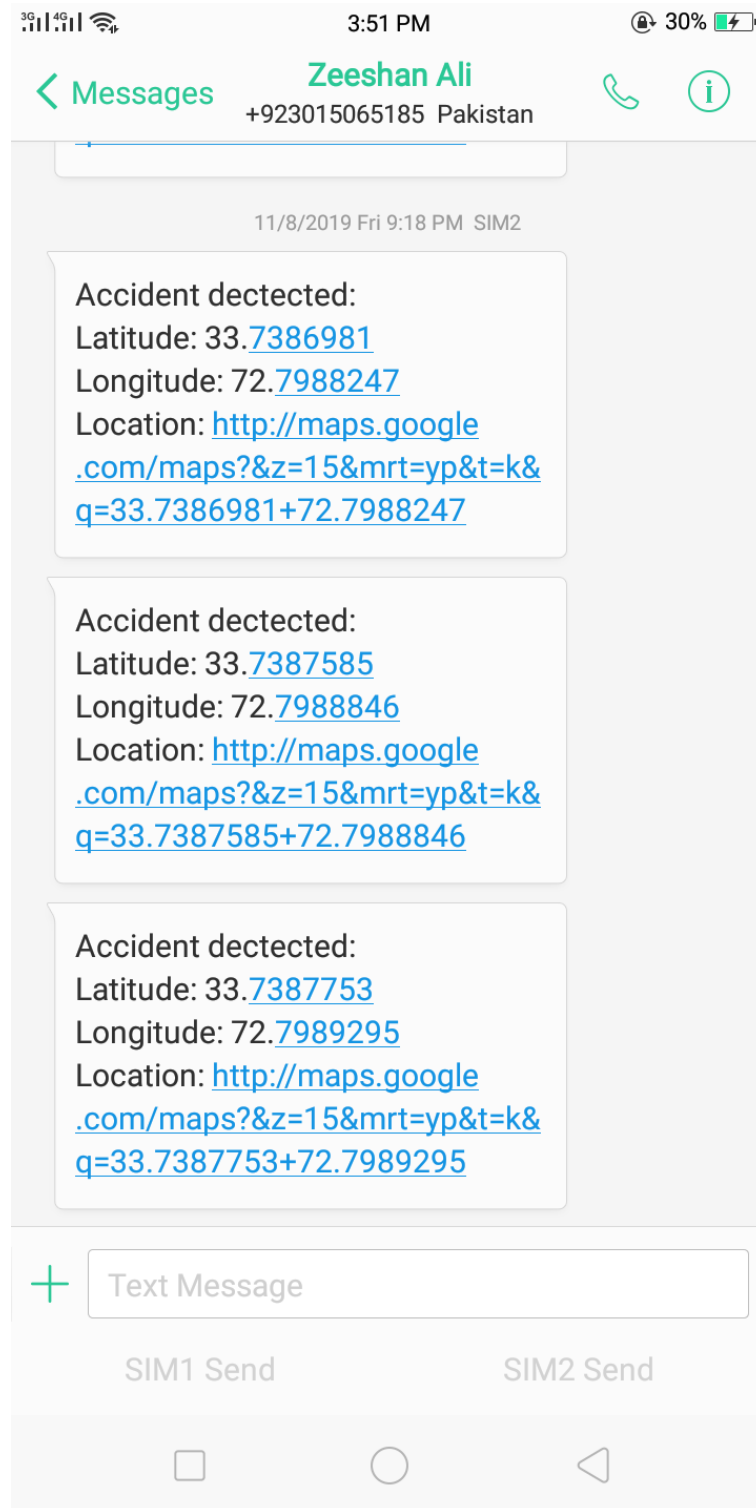 3G 4G 3:51 PM 30%
Messages Zeeshan Ali
+923015065185 Pakistan
11/8/2019 Fri 9:18 PM SIM2
Accident dectected:
Latitude: 33.7386981
Longitude: 72.7988247
Location: http://maps.google
.com/maps?&z=15&mrt=yp&t=k&
q=33.7386981+72.7988247
Accident dectected:
Latitude: 33.7387585
Longitude: 72.7988846
Location: http://maps.google
.com/maps?&z=15&mrt=yp&t=k&
q=33.7387585+72.7988846
Accident dectected:
Latitude: 33.7387753
Longitude: 72.7989295
Location: http://maps.google
.com/maps?&z=15&mrt=yp&t=k&
q=33.7387753+72.7989295
Text Message
SIM1 Send SIM2 Send